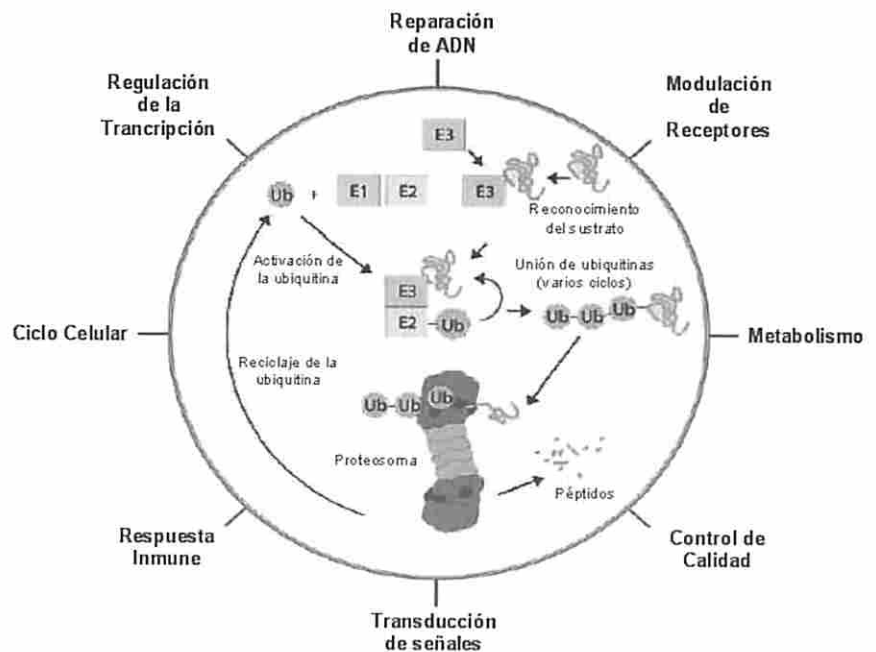 Reparación
de ADN
Regulación
de la
Trancripción
Modulación
de
Receptores
E3
E3
Ub + E1 E2
Reconocimiento
del sustrato
Activación de
la ubiquitina
Unión de ubiquitinas
(varios ciclos)
E3
E2 Ub
Ub Ub Ub
Ciclo Celular
Metabolismo
Reciclaje de la
ubiquitina
Ub Ub Ub
Proteosoma
Péptidos
Respuesta
Inmune
Control de
Calidad
Transducción
de señales